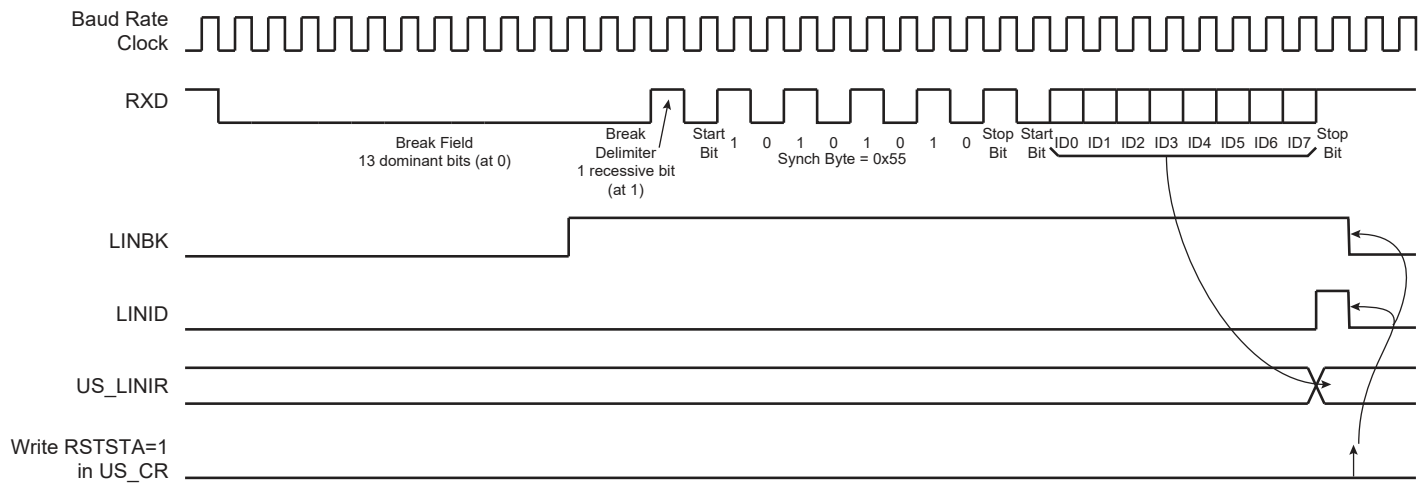 Baud Rate
Clock
RXD
Break Field
13 dominant bits (at 0)
Break
Delimiter
1 recessive bit
(at 1)
Start
Bit
1 0 1 0 1 0 1 0
Synch Byte = 0x55
Stop
Bit
Start
Bit
ID0 ID1 ID2 ID3 ID4 ID5 ID6 ID7
Stop
Bit
LINBK
LINID
US_LINIR
Write RSTSTA=1
in US_CR